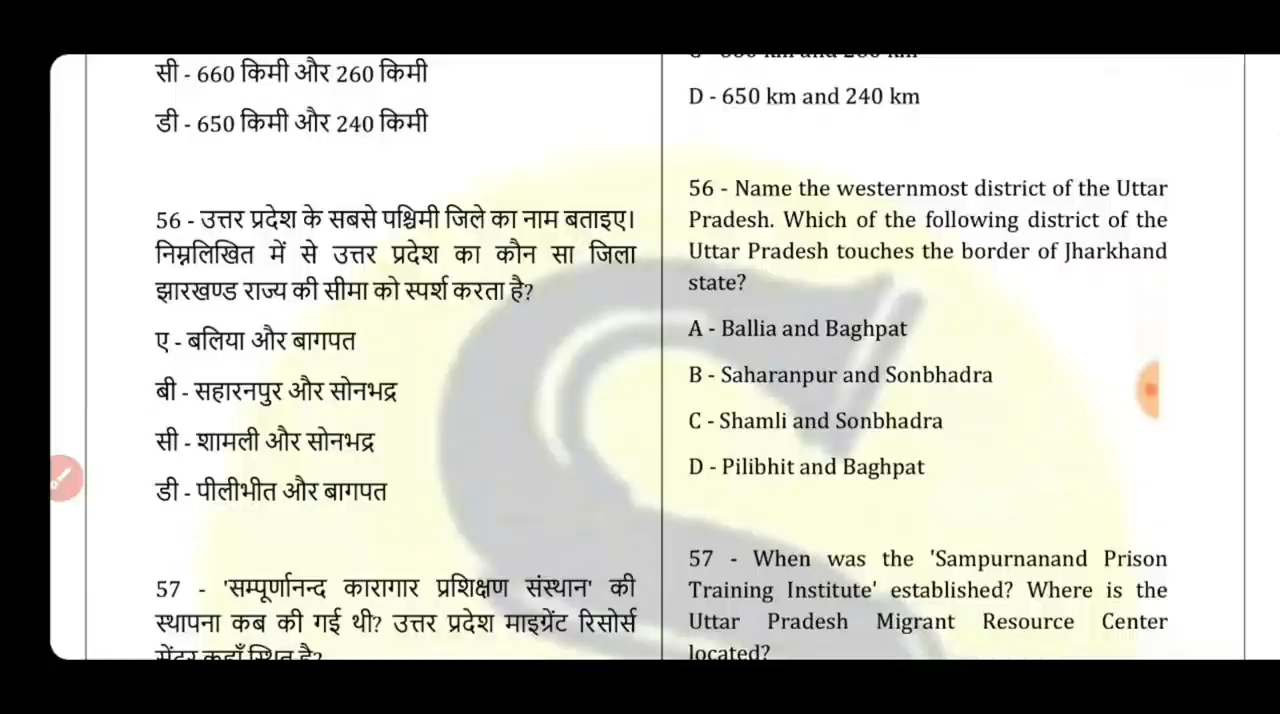 सी - 660 किमी और 260 किमी
डी - 650 किमी और 240 किमी
56 - उत्तर प्रदेश के सबसे पश्चिमी जिले का नाम बताइए।
निम्नलिखित में से उत्तर प्रदेश का कौन सा जिला
झारखण्ड राज्य की सीमा को स्पर्श करता है?
ए - बलिया और बागपत
बी - सहारनपुर और सोनभद्र
सी - शामली और सोनभद्र
डी - पीलीभीत और बागपत
57 - 'सम्पूर्णानन्द कारागार प्रशिक्षण संस्थान' की
स्थापना कब की गई थी? उत्तर प्रदेश माइग्रेंट रिसोर्स
सेंटर कहाँ स्थित है?
D - 650 km and 240 km
56 - Name the westernmost district of the Uttar
Pradesh. Which of the following district of the
Uttar Pradesh touches the border of Jharkhand
state?
A - Ballia and Baghpat
B - Saharanpur and Sonbhadra
C - Shamli and Sonbhadra
D - Pilibhit and Baghpat
57 - When was the 'Sampurnanand Prison
Training Institute' established? Where is the
Uttar Pradesh Migrant Resource Center
located?